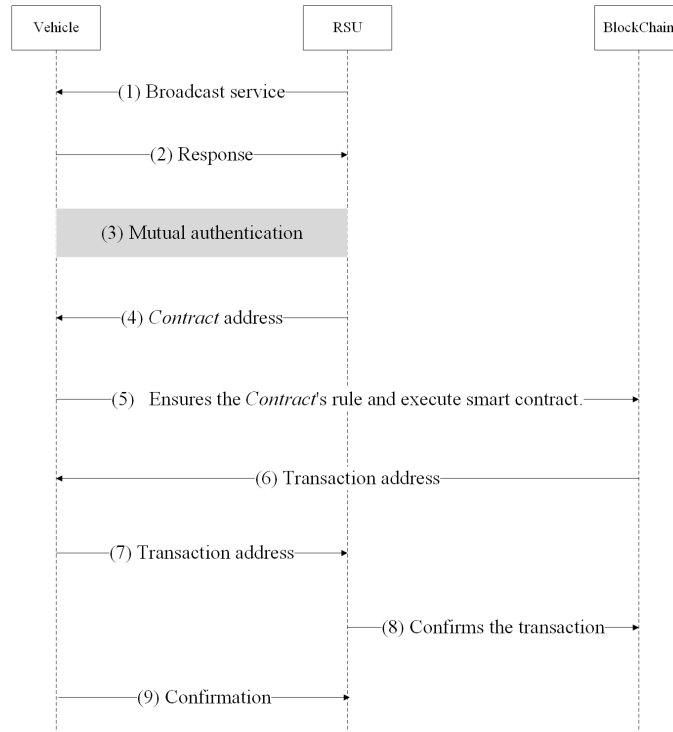 Vehicle
RSU
BlockChain
(1) Broadcast service
(2) Response
(3) Mutual authentication
(4) Contract address
(5) Ensures the Contract's rule and execute smart contract.
(6) Transaction address
(7) Transaction address
(8) Confirms the transaction
(9) Confirmation